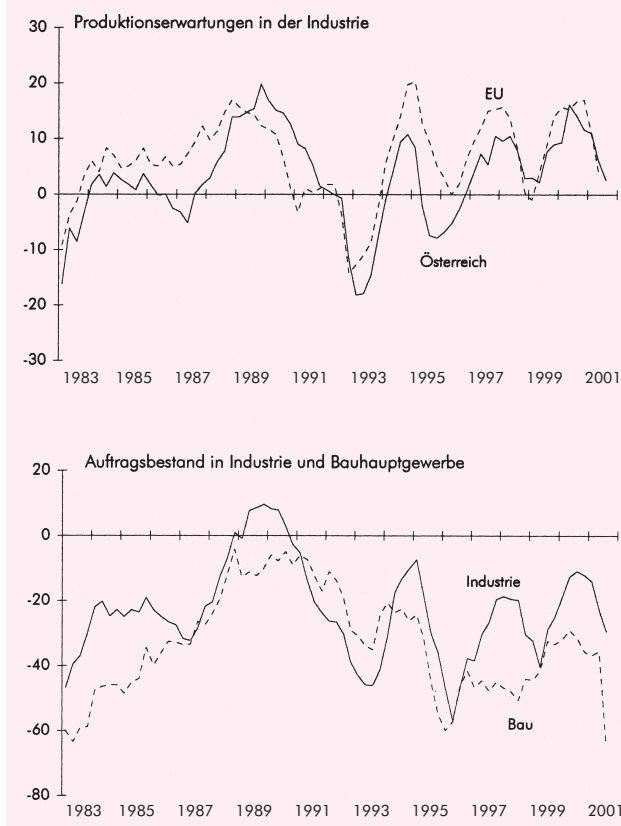 Produktionserwartungen in der Industrie
30
20
EU
10
0
-10
Österreich
-20
-30
1983 1985 1987 1989 1991 1993 1995 1997 1999 2001
Auftragsbestand in Industrie und Bauhauptgewerbe
20
0
Industrie
-20
-40
Bau
-60
-80
1983 1985 1987 1989 1991 1993 1995 1997 1999 2001